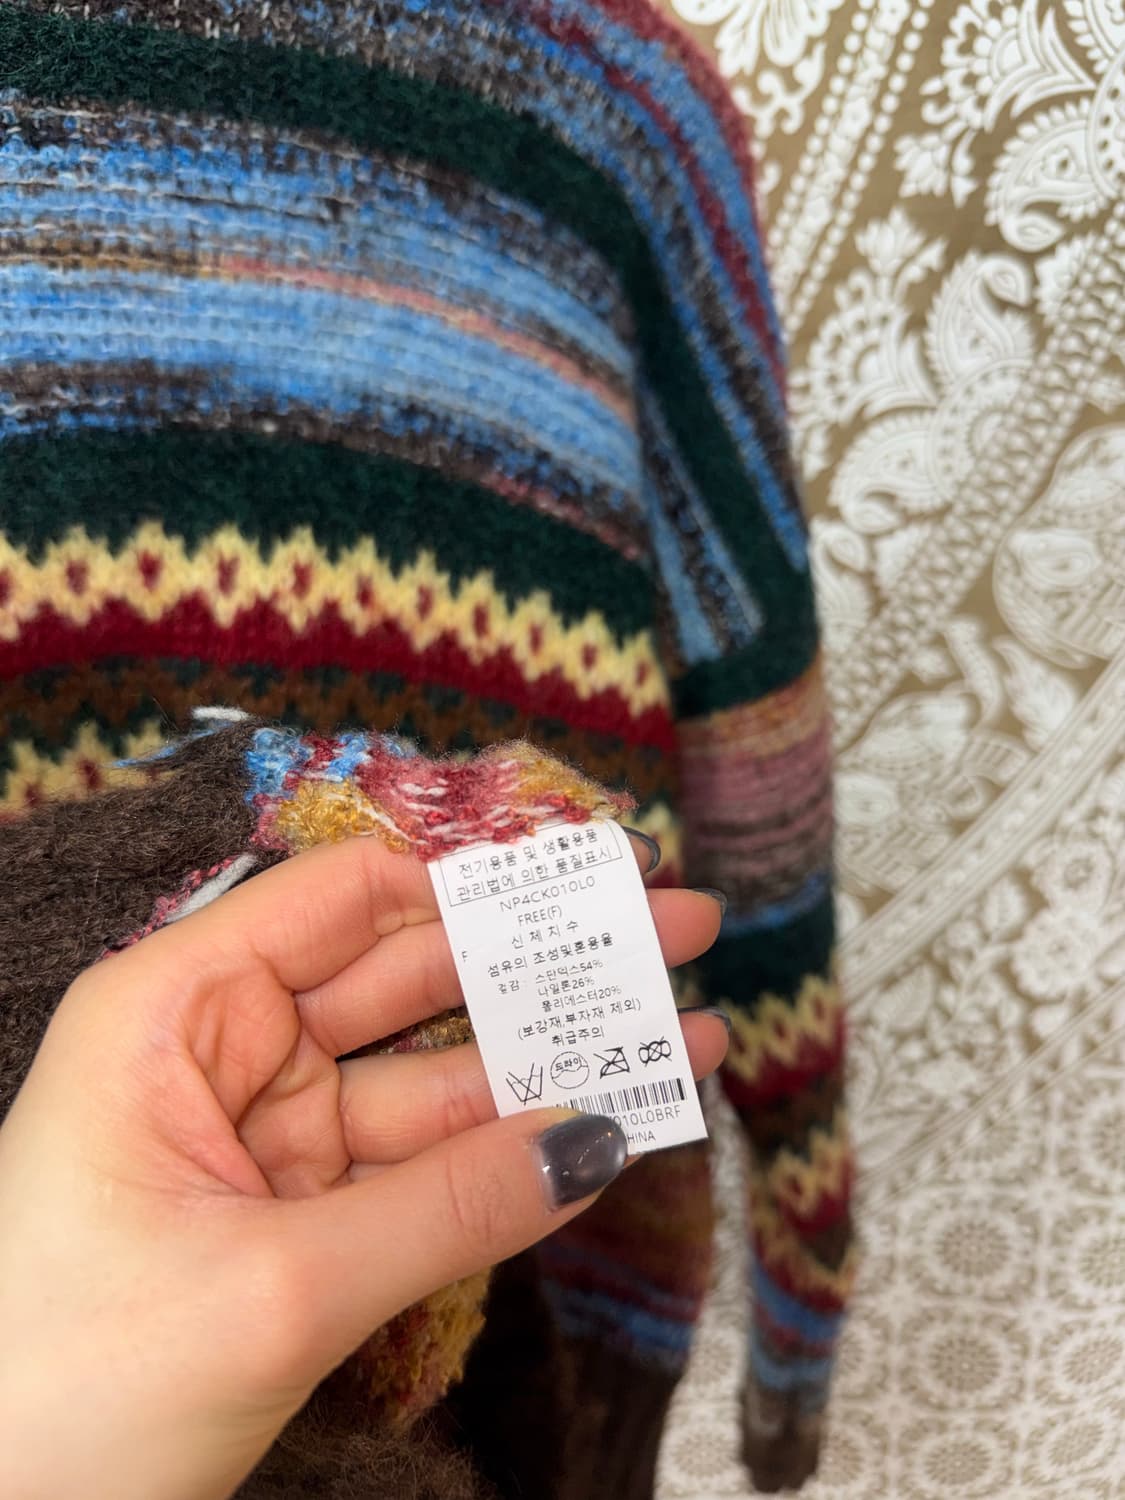 전기용품 및 생활용품
관리법에 의한 품질표시
NP4CK010L0
FREE(F)
신 체 치 수
F
섬유의 조성및혼용율
겉감 : 스판덱스54%
나일론26%
폴리에스터20%
(보강재,부자재 제외)
취급주의
드라이
010L0BRF
HINA